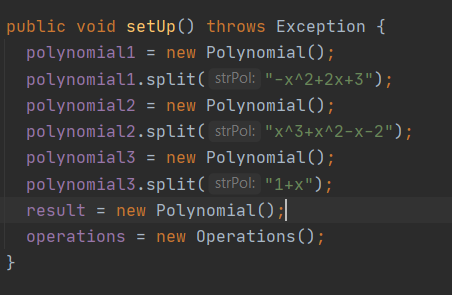 public void setUp() throws Exception {
polynomial1 = new Polynomial();
polynomial1.split( strPol: "-x^2+2x+3");
polynomial2 = new Polynomial();
polynomial2.split( strPol: "x^3+x^2-x-2");
polynomial3 = new Polynomial();
polynomial3.split( strPol: "1+x");
result = new Polynomial();
operations = new Operations();
}